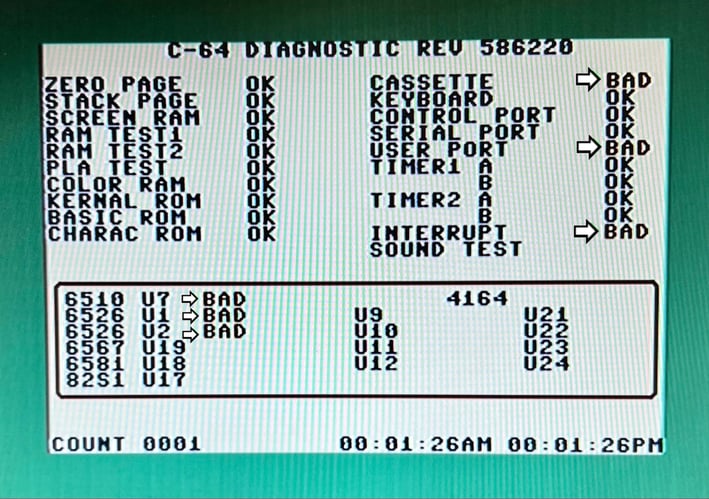 C-64 DIAGNOSTIC REV 586220
ZERO PAGE OK CASSETTE ⇨BAD
STACK PAGE OK KEYBOARD OK
SCREEN RAM OK CONTROL PORT OK
RAM TEST1 OK SERIAL PORT OK
RAM TEST2 OK USER PORT ⇨BAD
PLA TEST OK TIMER1 A OK
COLOR RAM OK B OK
KERNAL ROM OK TIMER2 A OK
BASIC ROM OK B OK
CHARAC ROM OK INTERRUPT ⇨BAD
SOUND TEST
6510 U7 ⇨BAD 4164
6526 U1 ⇨BAD U9 U21
6526 U2 ⇨BAD U10 U22
6567 U19 U11 U23
6581 U18 U12 U24
82S1 U17
COUNT 0001 00:01:26AM 00:01:26PM